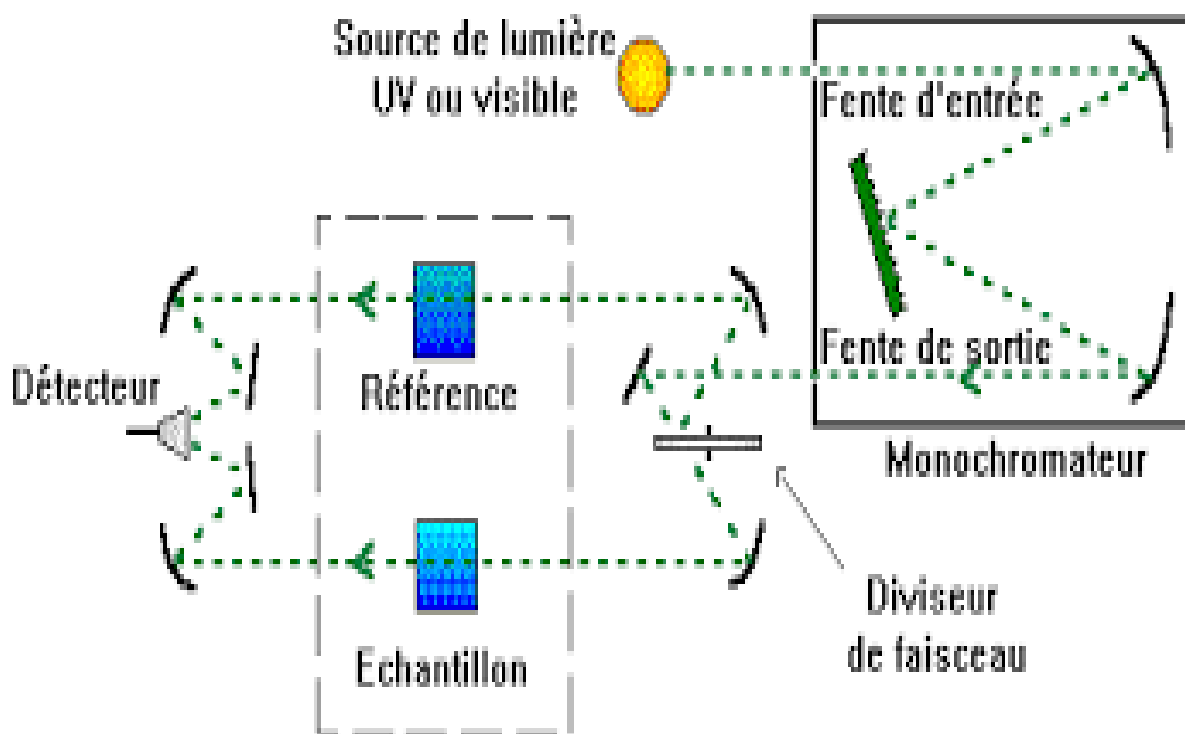 Source de lumière
UV ou visible
Fente d'entrée
Fente de sortie
Détecteur
Référence
Monochromateur
Diviseur
de faisceau
Echantillon